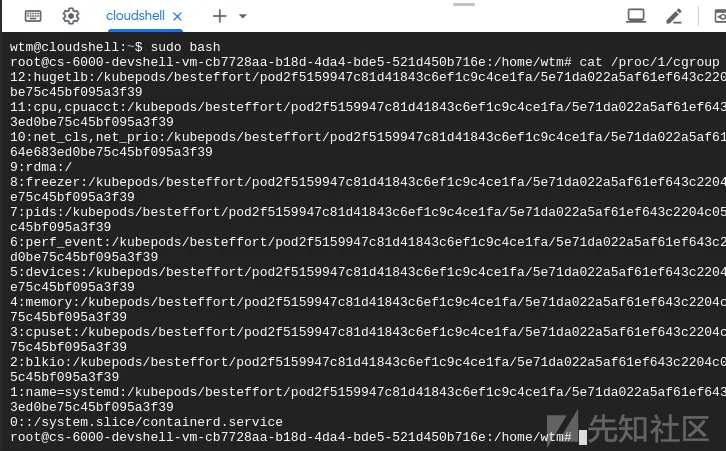 cloudshell
wtm@cloudshell:~$ sudo bash
root@cs-6000-devshell-vm-cb7728aa-b18d-4da4-bde5-521d450b716e:/home/wtm# cat /proc/1/cgroup
12:hugetlb:/kubepods/besteffort/pod2f5159947c81d41843c6ef1c9c4ce1fa/5e71da022a5af61ef643c220
be75c45bf095a3f39
11:cpu,cpuacct:/kubepods/besteffort/pod2f5159947c81d41843c6ef1c9c4ce1fa/5e71da022a5af61ef643
3ed0be75c45bf095a3f39
10:net_cls,net_prio:/kubepods/besteffort/pod2f5159947c81d41843c6ef1c9c4ce1fa/5e71da022a5af61
64e683ed0be75c45bf095a3f39
9:rdma:/
8:freezer:/kubepods/besteffort/pod2f5159947c81d41843c6ef1c9c4ce1fa/5e71da022a5af61ef643c2204
e75c45bf095a3f39
7:pids:/kubepods/besteffort/pod2f5159947c81d41843c6ef1c9c4ce1fa/5e71da022a5af61ef643c2204c05
c45bf095a3f39
6:perf_event:/kubepods/besteffort/pod2f5159947c81d41843c6ef1c9c4ce1fa/5e71da022a5af61ef643c2
d0be75c45bf095a3f39
5:devices:/kubepods/besteffort/pod2f5159947c81d41843c6ef1c9c4ce1fa/5e71da022a5af61ef643c2204
e75c45bf095a3f39
4:memory:/kubepods/besteffort/pod2f5159947c81d41843c6ef1c9c4ce1fa/5e71da022a5af61ef643c2204c
75c45bf095a3f39
3:cpuset:/kubepods/besteffort/pod2f5159947c81d41843c6ef1c9c4ce1fa/5e71da022a5af61ef643c2204c
75c45bf095a3f39
2:blkio:/kubepods/besteffort/pod2f5159947c81d41843c6ef1c9c4ce1fa/5e71da022a5af61ef643c2204c0
5c45bf095a3f39
1:name=systemd:/kubepods/besteffort/pod2f5159947c81d41843c6ef1c9c4ce1fa/5e71da022a5af61ef643
3ed0be75c45bf095a3f39
0::/system.slice/containerd.service
root@cs-6000-devshell-vm-cb7728aa-b18d-4da4-bde5-521d450b716e:/home/wtm#
先知社区